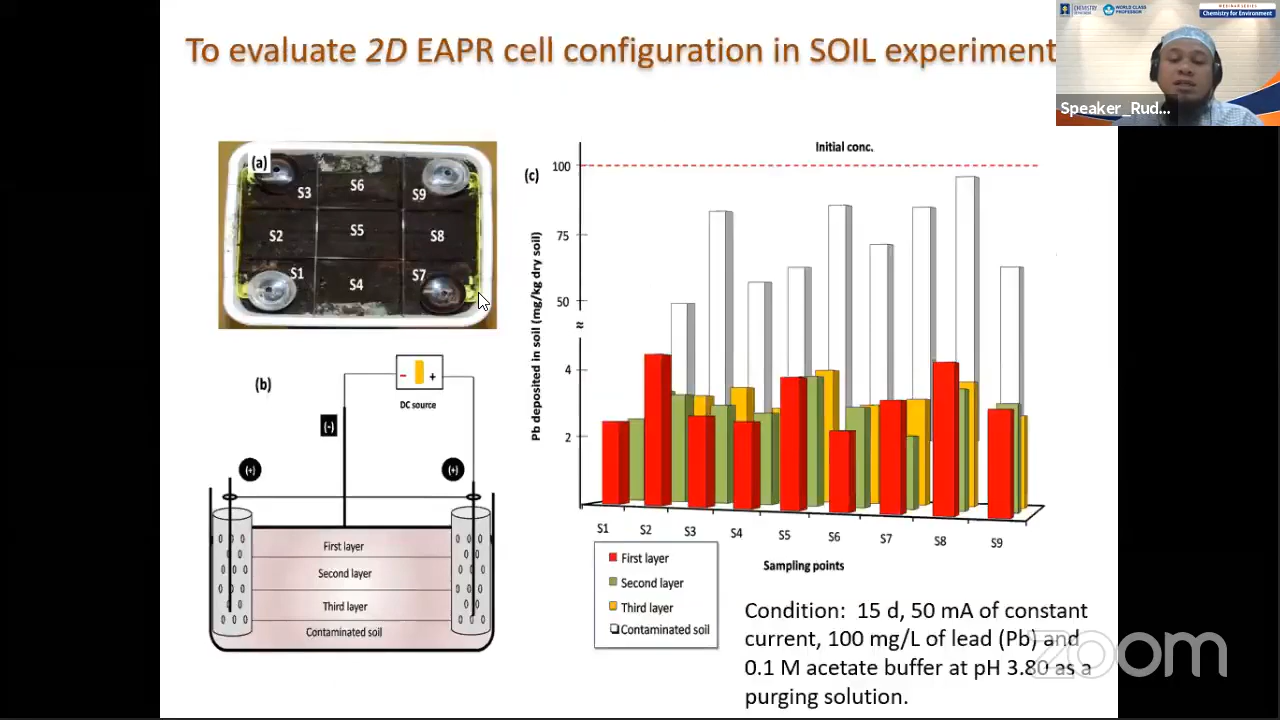 To evaluate 2D EAPR cell configuration in SOIL experiment
WORLD CLASS
PROFESSOR
WEBINAR SERIES
Chemistry for Environment
Speaker_Rud...
(a)
S3
S6
S9
S2
S5
S8
S1
S4
S7
(b)
- +
DC source
(-)
(+)
(+)
First layer
Second layer
Third layer
Contaminated soil
(c)
Initial conc.
Pb deposited in soil (mg/kg dry soil)
100
75
50
≈
4
2
S1 S2 S3 S4 S5 S6 S7 S8 S9
Sampling points
First layer
Second layer
Third layer
Contaminated soil
Condition: 15 d, 50 mA of constant
current, 100 mg/L of lead (Pb) and
0.1 M acetate buffer at pH 3.80 as a
purging solution.
zoom